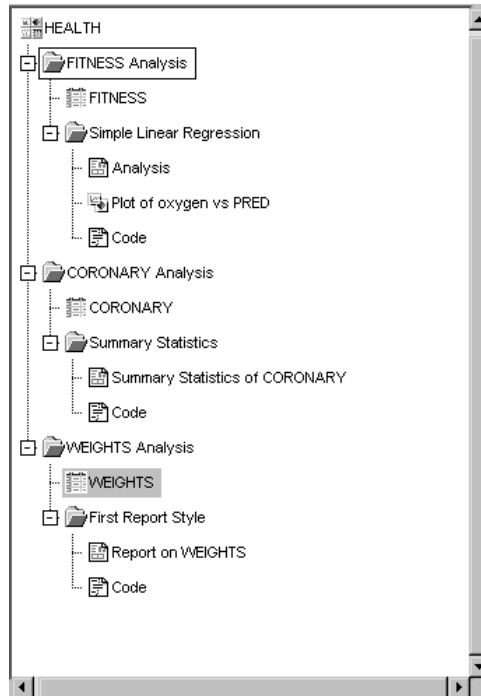 HEALTH
FITNESS Analysis
FITNESS
Simple Linear Regression
Analysis
Plot of oxygen vs PRED
Code
CORONARY Analysis
CORONARY
Summary Statistics
Summary Statistics of CORONARY
Code
WEIGHTS Analysis
WEIGHTS
First Report Style
Report on WEIGHTS
Code